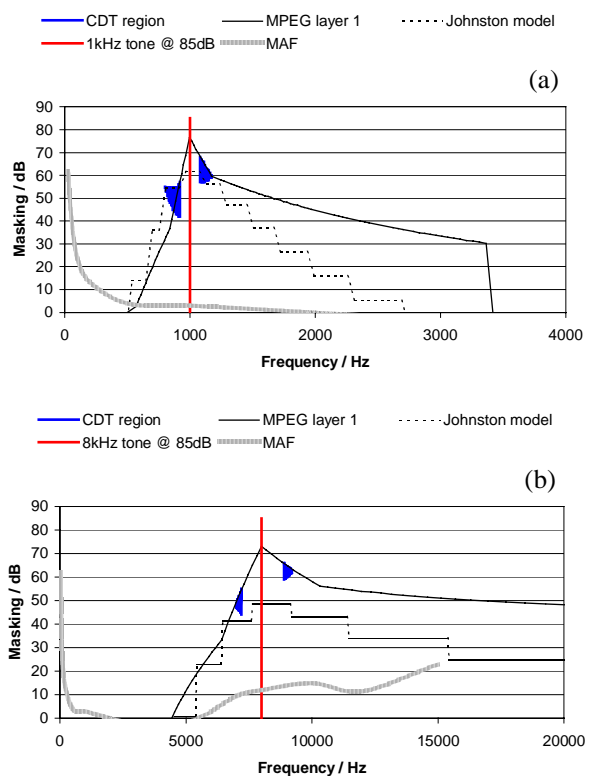 CDT region MPEG layer 1 Johnston model
1kHz tone @ 85dB MAF
(a)
90
80
70
60
50
40
30
20
10
0
Masking / dB
0 1000 2000 3000 4000
Frequency / Hz
CDT region MPEG layer 1 Johnston model
8kHz tone @ 85dB MAF
(b)
90
80
70
60
50
40
30
20
10
0
Masking / dB
0 5000 10000 15000 20000
Frequency / Hz